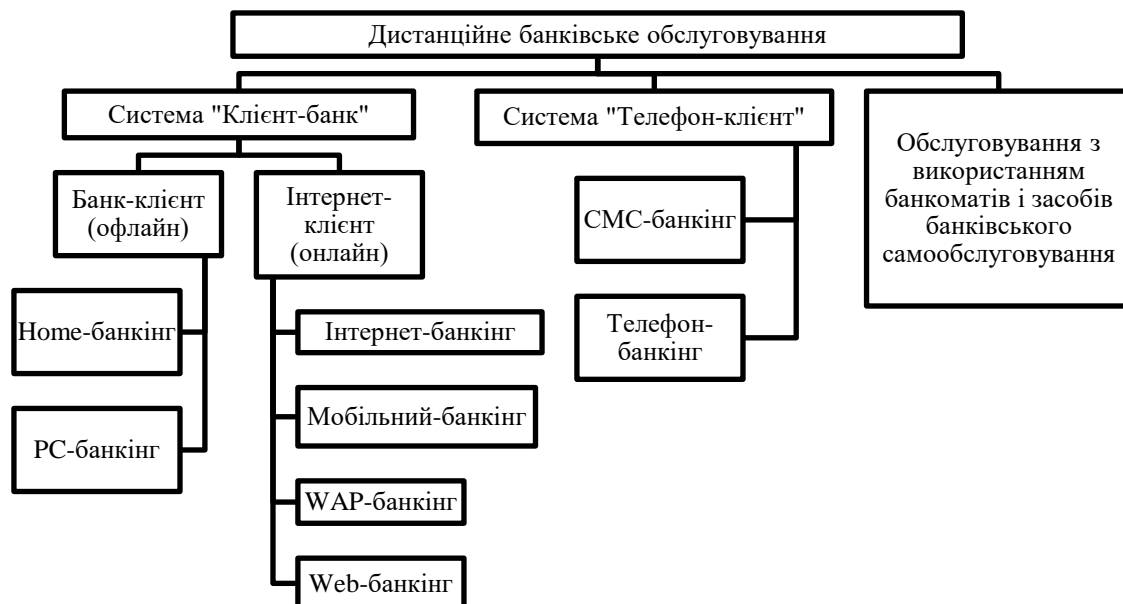 Дистанційне банківське обслуговування
Система "Клієнт-банк"
Система "Телефон-клієнт"
Обслуговування з
використанням
банкоматів і засобів
банківського
самообслуговування
Банк-клієнт
(офлайн)
Інтернет-
клієнт
(онлайн)
Home-банкінг
PC-банкінг
Інтернет-банкінг
Мобільний-банкінг
WAP-банкінг
Web-банкінг
СМС-банкінг
Телефон-
банкінг